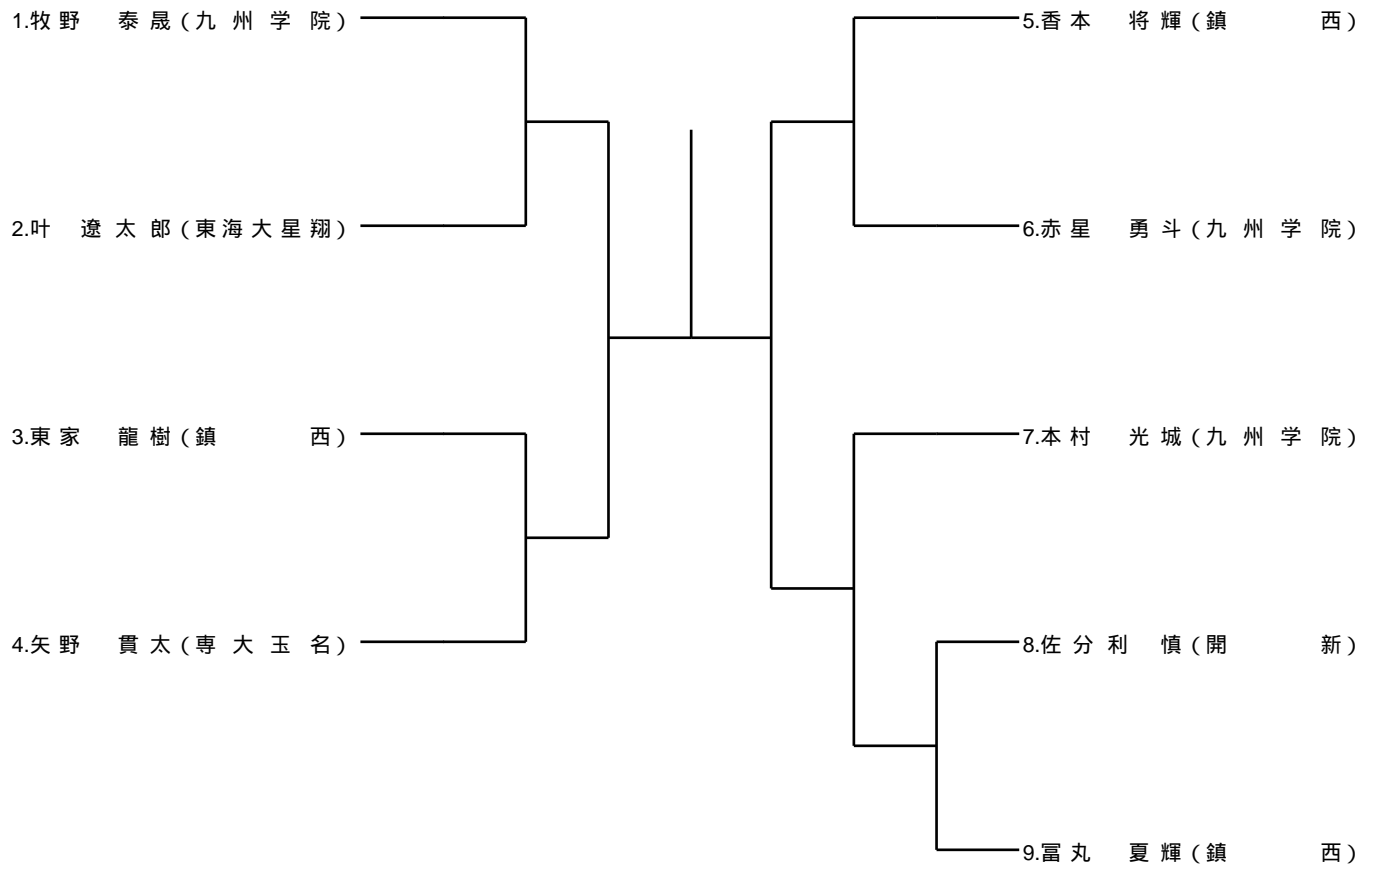 1.牧野 泰晟(九州学院)
2.叶 遼太郎(東海大星翔)
3.東家 龍樹(鎮西)
4.矢野 貫太(専大玉名)
5.香本 将輝(鎮西)
6.赤星 勇斗(九州学院)
7.本村 光城(九州学院)
8.佐分利 慎(開新)
9.冨丸 夏輝(鎮西)